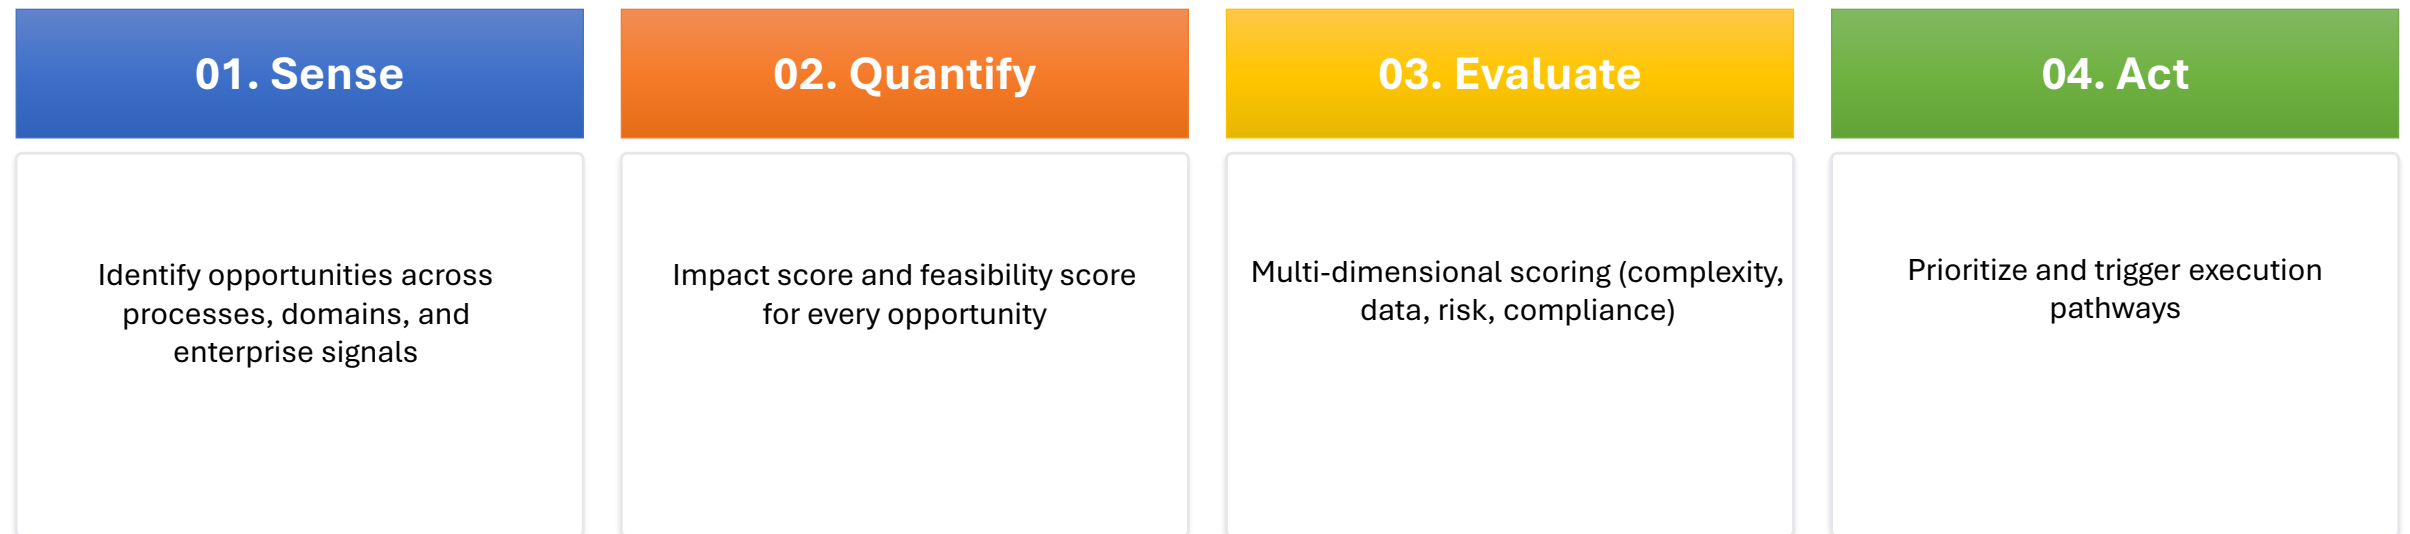 01. Sense
Identify opportunities across
processes, domains, and
enterprise signals
02. Quantify
Impact score and feasibility score
for every opportunity
03. Evaluate
Multi-dimensional scoring (complexity,
data, risk, compliance)
04. Act
Prioritize and trigger execution
pathways